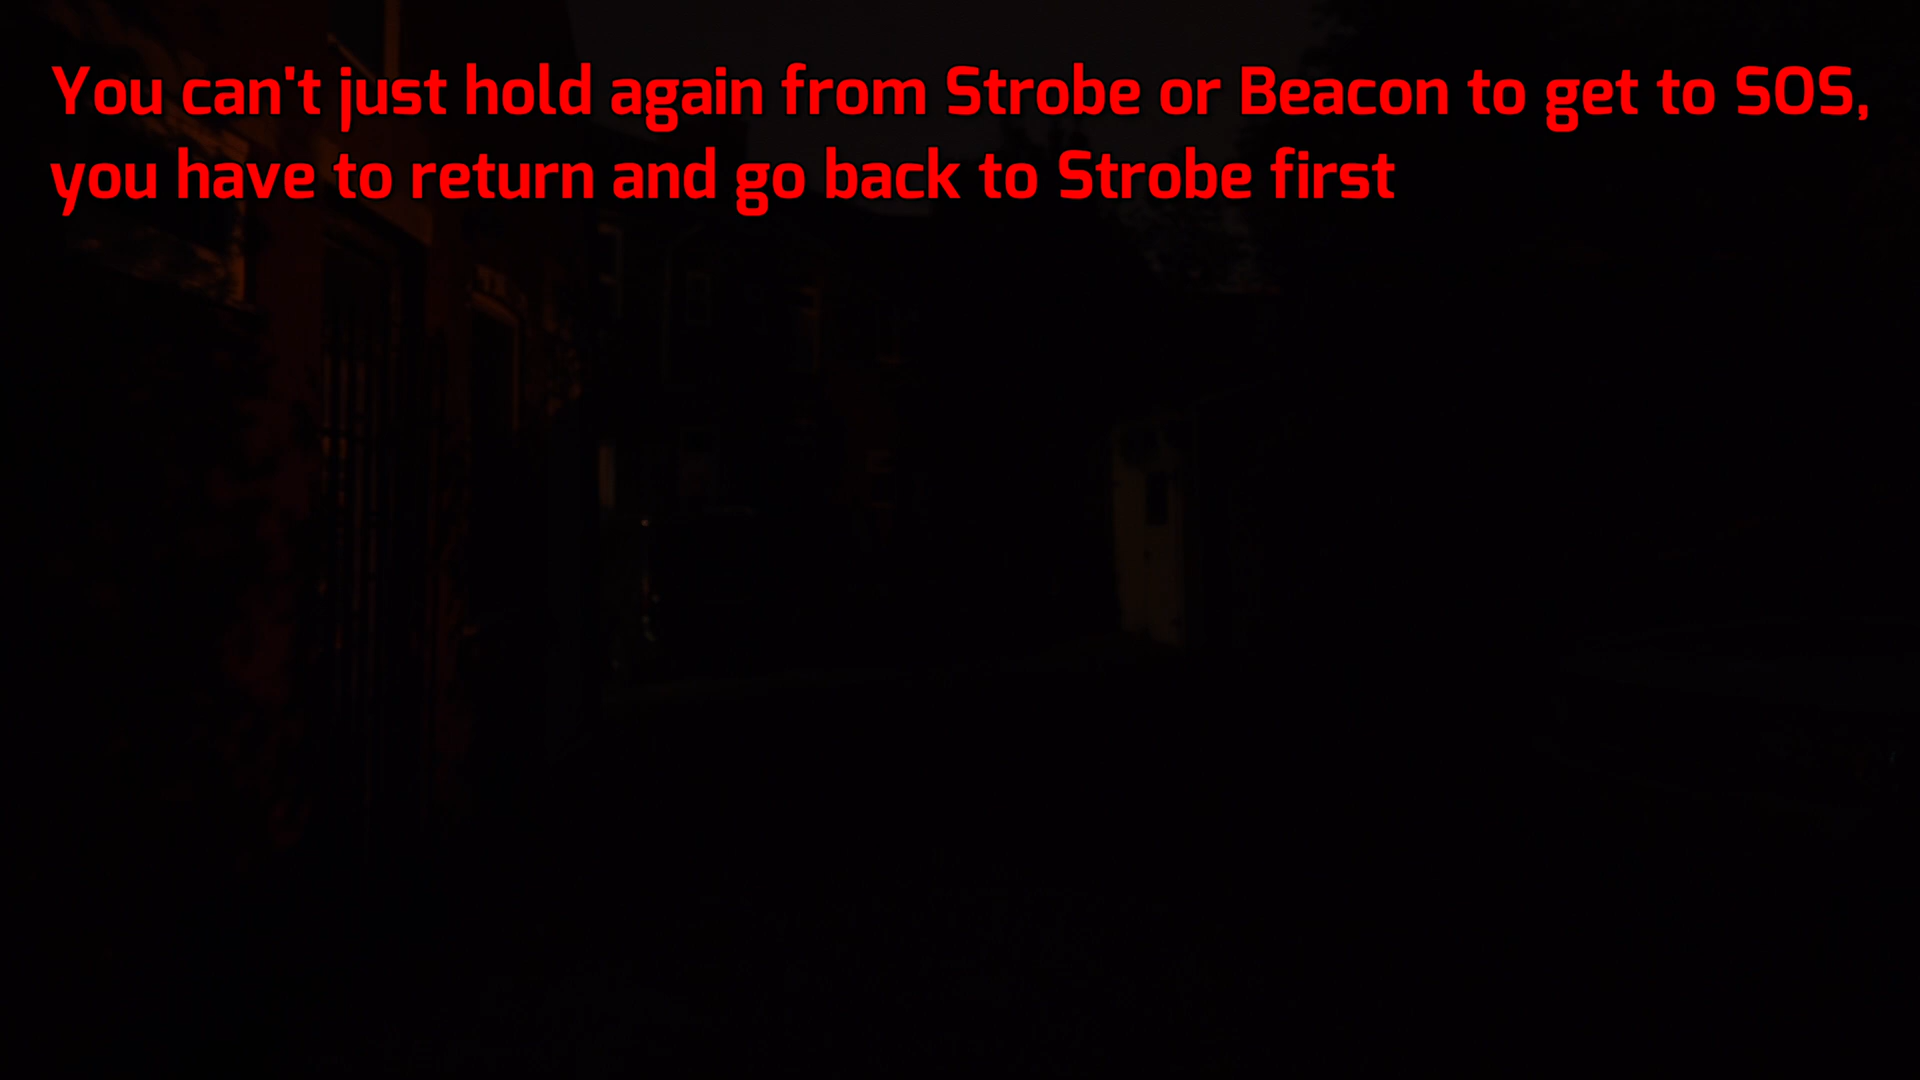 You can't just hold again from Strobe or Beacon to get to SOS,
you have to return and go back to Strobe first